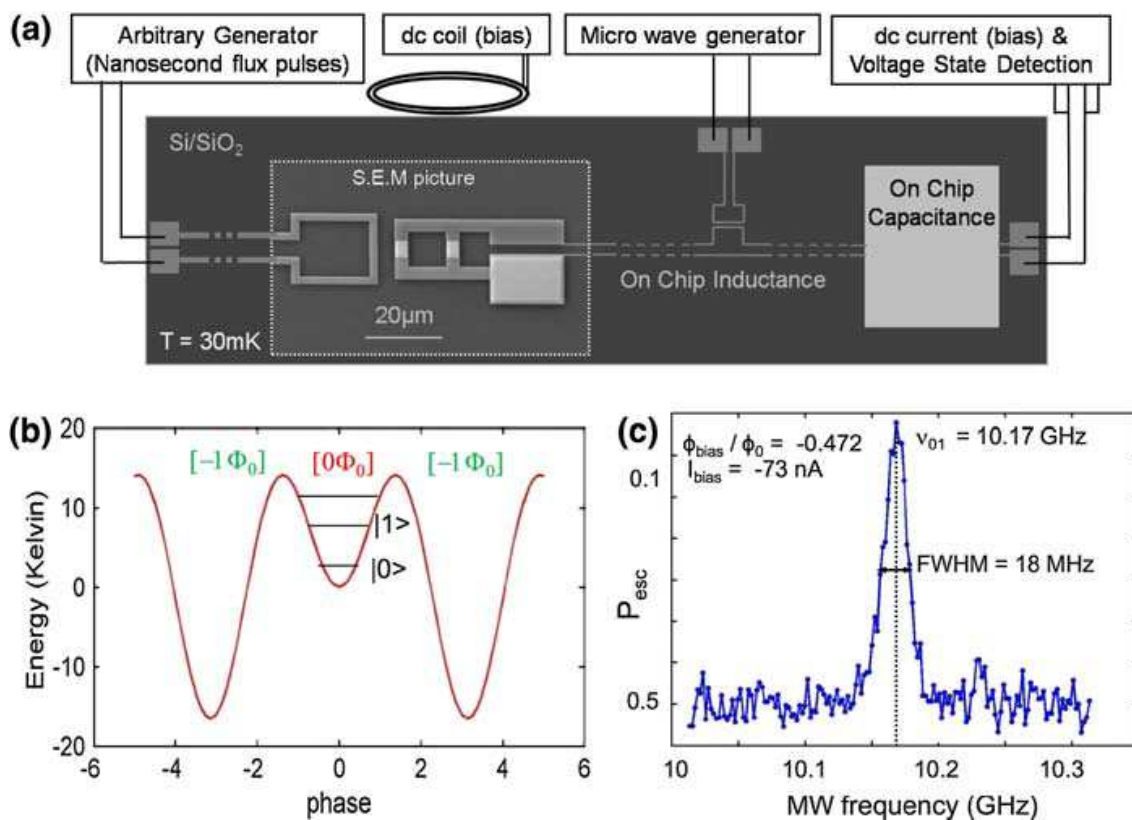 (a)
Arbitrary Generator
(Nanosecond flux pulses)
dc coil (bias)
Micro wave generator
dc current (bias) &
Voltage State Detection
Si/SiO₂
S.E.M picture
On Chip
Capacitance
On Chip Inductance
20μm
T = 30mK
(b)
20
10
0
-10
-20
Energy (Kelvin)
[-1 Φ₀]
[0Φ₀]
[-1 Φ₀]
|1>
|0>
-6
-4
-2
0
2
4
6
phase
(c)
ϕbias / ϕ0 = -0.472
Ibias = -73 nA
ν01 = 10.17 GHz
FWHM = 18 MHz
0.1
0.5
Pesc
10
10.1
10.2
10.3
MW frequency (GHz)